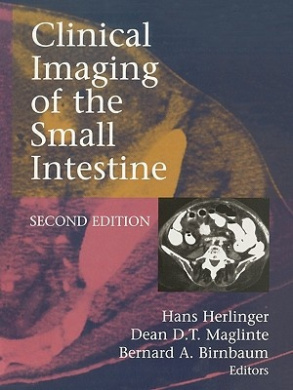 Clinical
Imaging
of the
Small
Intestine
SECOND EDITION
Hans Herlinger
Dean D.T. Maglinte
Bernard A. Birnbaum
Editors